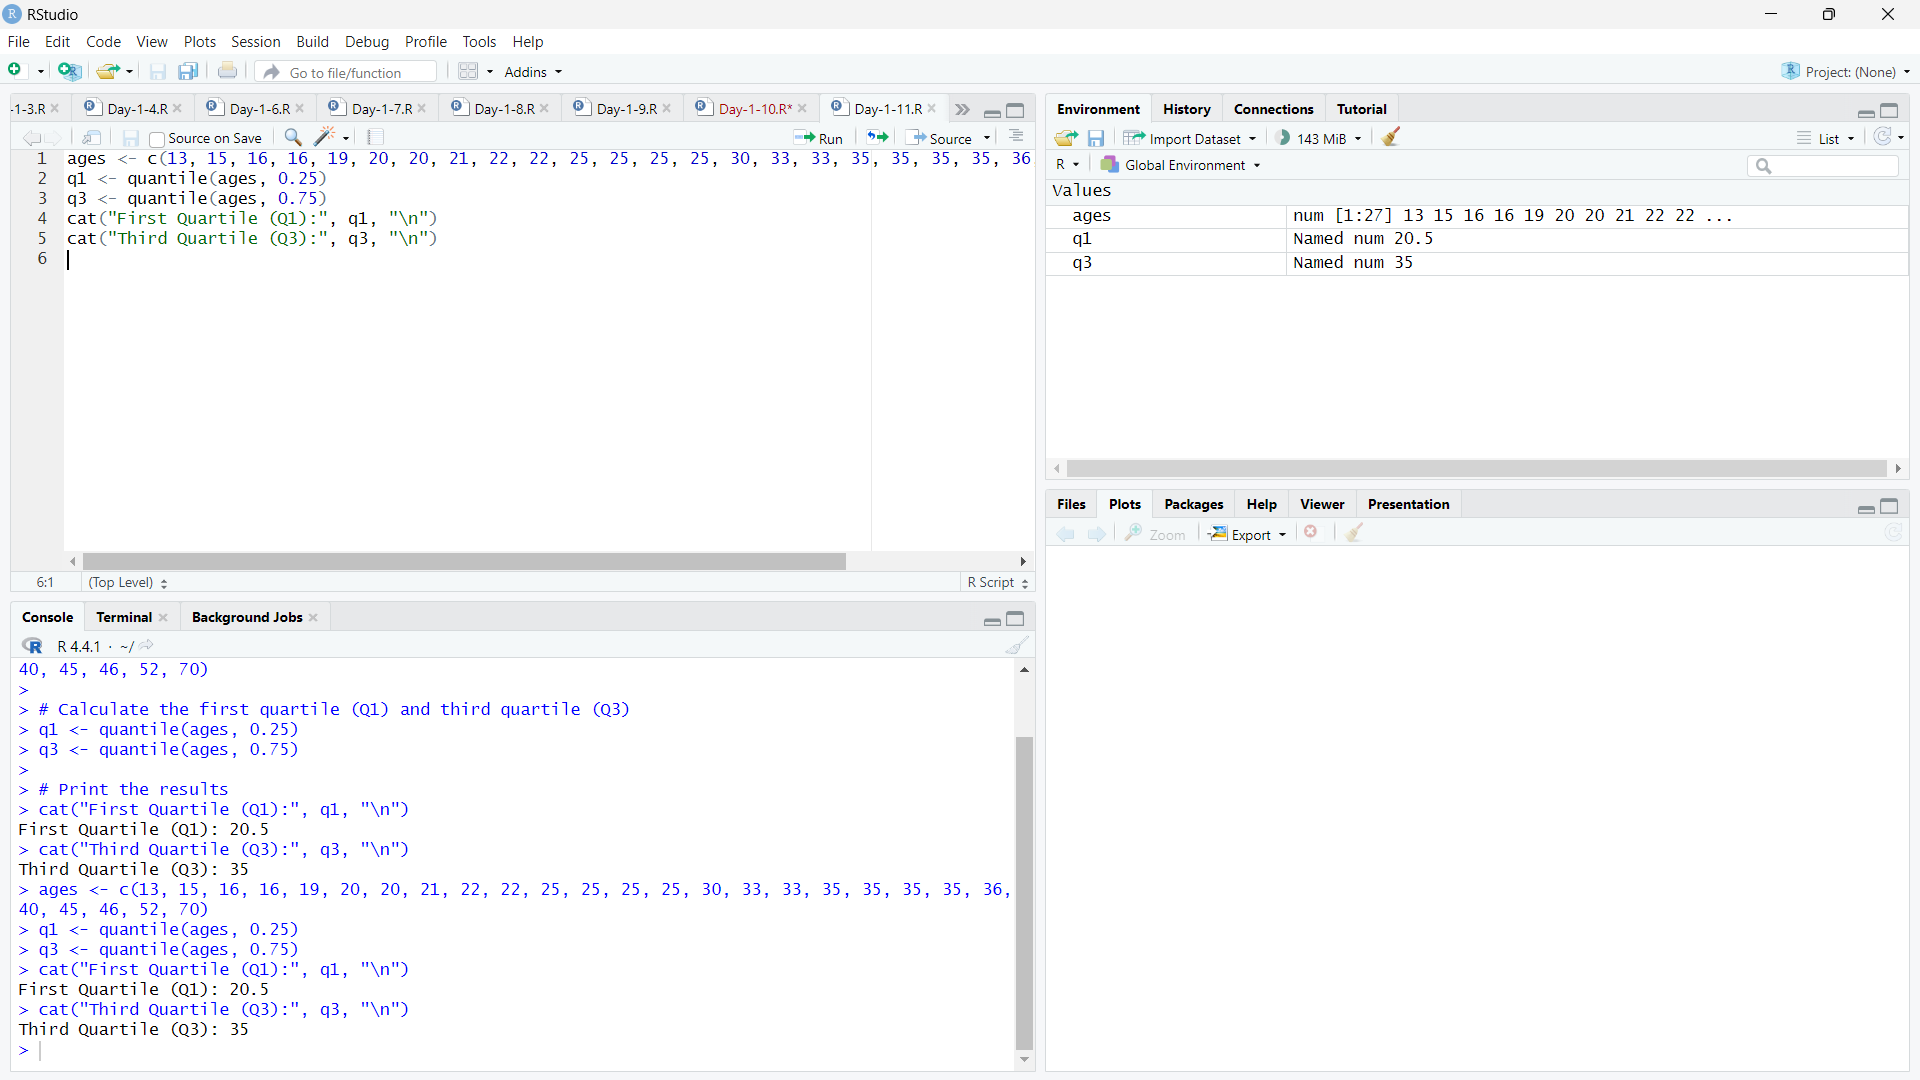 RStudio
File Edit Code View Plots Session Build Debug Profile Tools Help
Go to file/function Addins Project: (None)
-1-3.R Day-1-4.R Day-1-6.R Day-1-7.R Day-1-8.R Day-1-9.R Day-1-10.R* Day-1-11.R
Source on Save Run Source
1 ages <- c(13, 15, 16, 16, 19, 20, 20, 21, 22, 22, 25, 25, 25, 25, 30, 33, 33, 35, 35, 35, 35, 36
2 q1 <- quantile(ages, 0.25)
3 q3 <- quantile(ages, 0.75)
4 cat("First Quartile (Q1):", q1, "\n")
5 cat("Third Quartile (Q3):", q3, "\n")
6
6:1 (Top Level) R Script
Console Terminal Background Jobs
R 4.4.1 · ~/
40, 45, 46, 52, 70)
>
> # Calculate the first quartile (Q1) and third quartile (Q3)
> q1 <- quantile(ages, 0.25)
> q3 <- quantile(ages, 0.75)
>
> # Print the results
> cat("First Quartile (Q1):", q1, "\n")
First Quartile (Q1): 20.5
> cat("Third Quartile (Q3):", q3, "\n")
Third Quartile (Q3): 35
> ages <- c(13, 15, 16, 16, 19, 20, 20, 21, 22, 22, 25, 25, 25, 25, 30, 33, 33, 35, 35, 35, 35, 36,
40, 45, 46, 52, 70)
> q1 <- quantile(ages, 0.25)
> q3 <- quantile(ages, 0.75)
> cat("First Quartile (Q1):", q1, "\n")
First Quartile (Q1): 20.5
> cat("Third Quartile (Q3):", q3, "\n")
Third Quartile (Q3): 35
>
Environment History Connections Tutorial
Import Dataset 143 MiB List
R Global Environment
Values
ages num [1:27] 13 15 16 16 19 20 20 21 22 22 ...
q1 Named num 20.5
q3 Named num 35
Files Plots Packages Help Viewer Presentation
Zoom Export